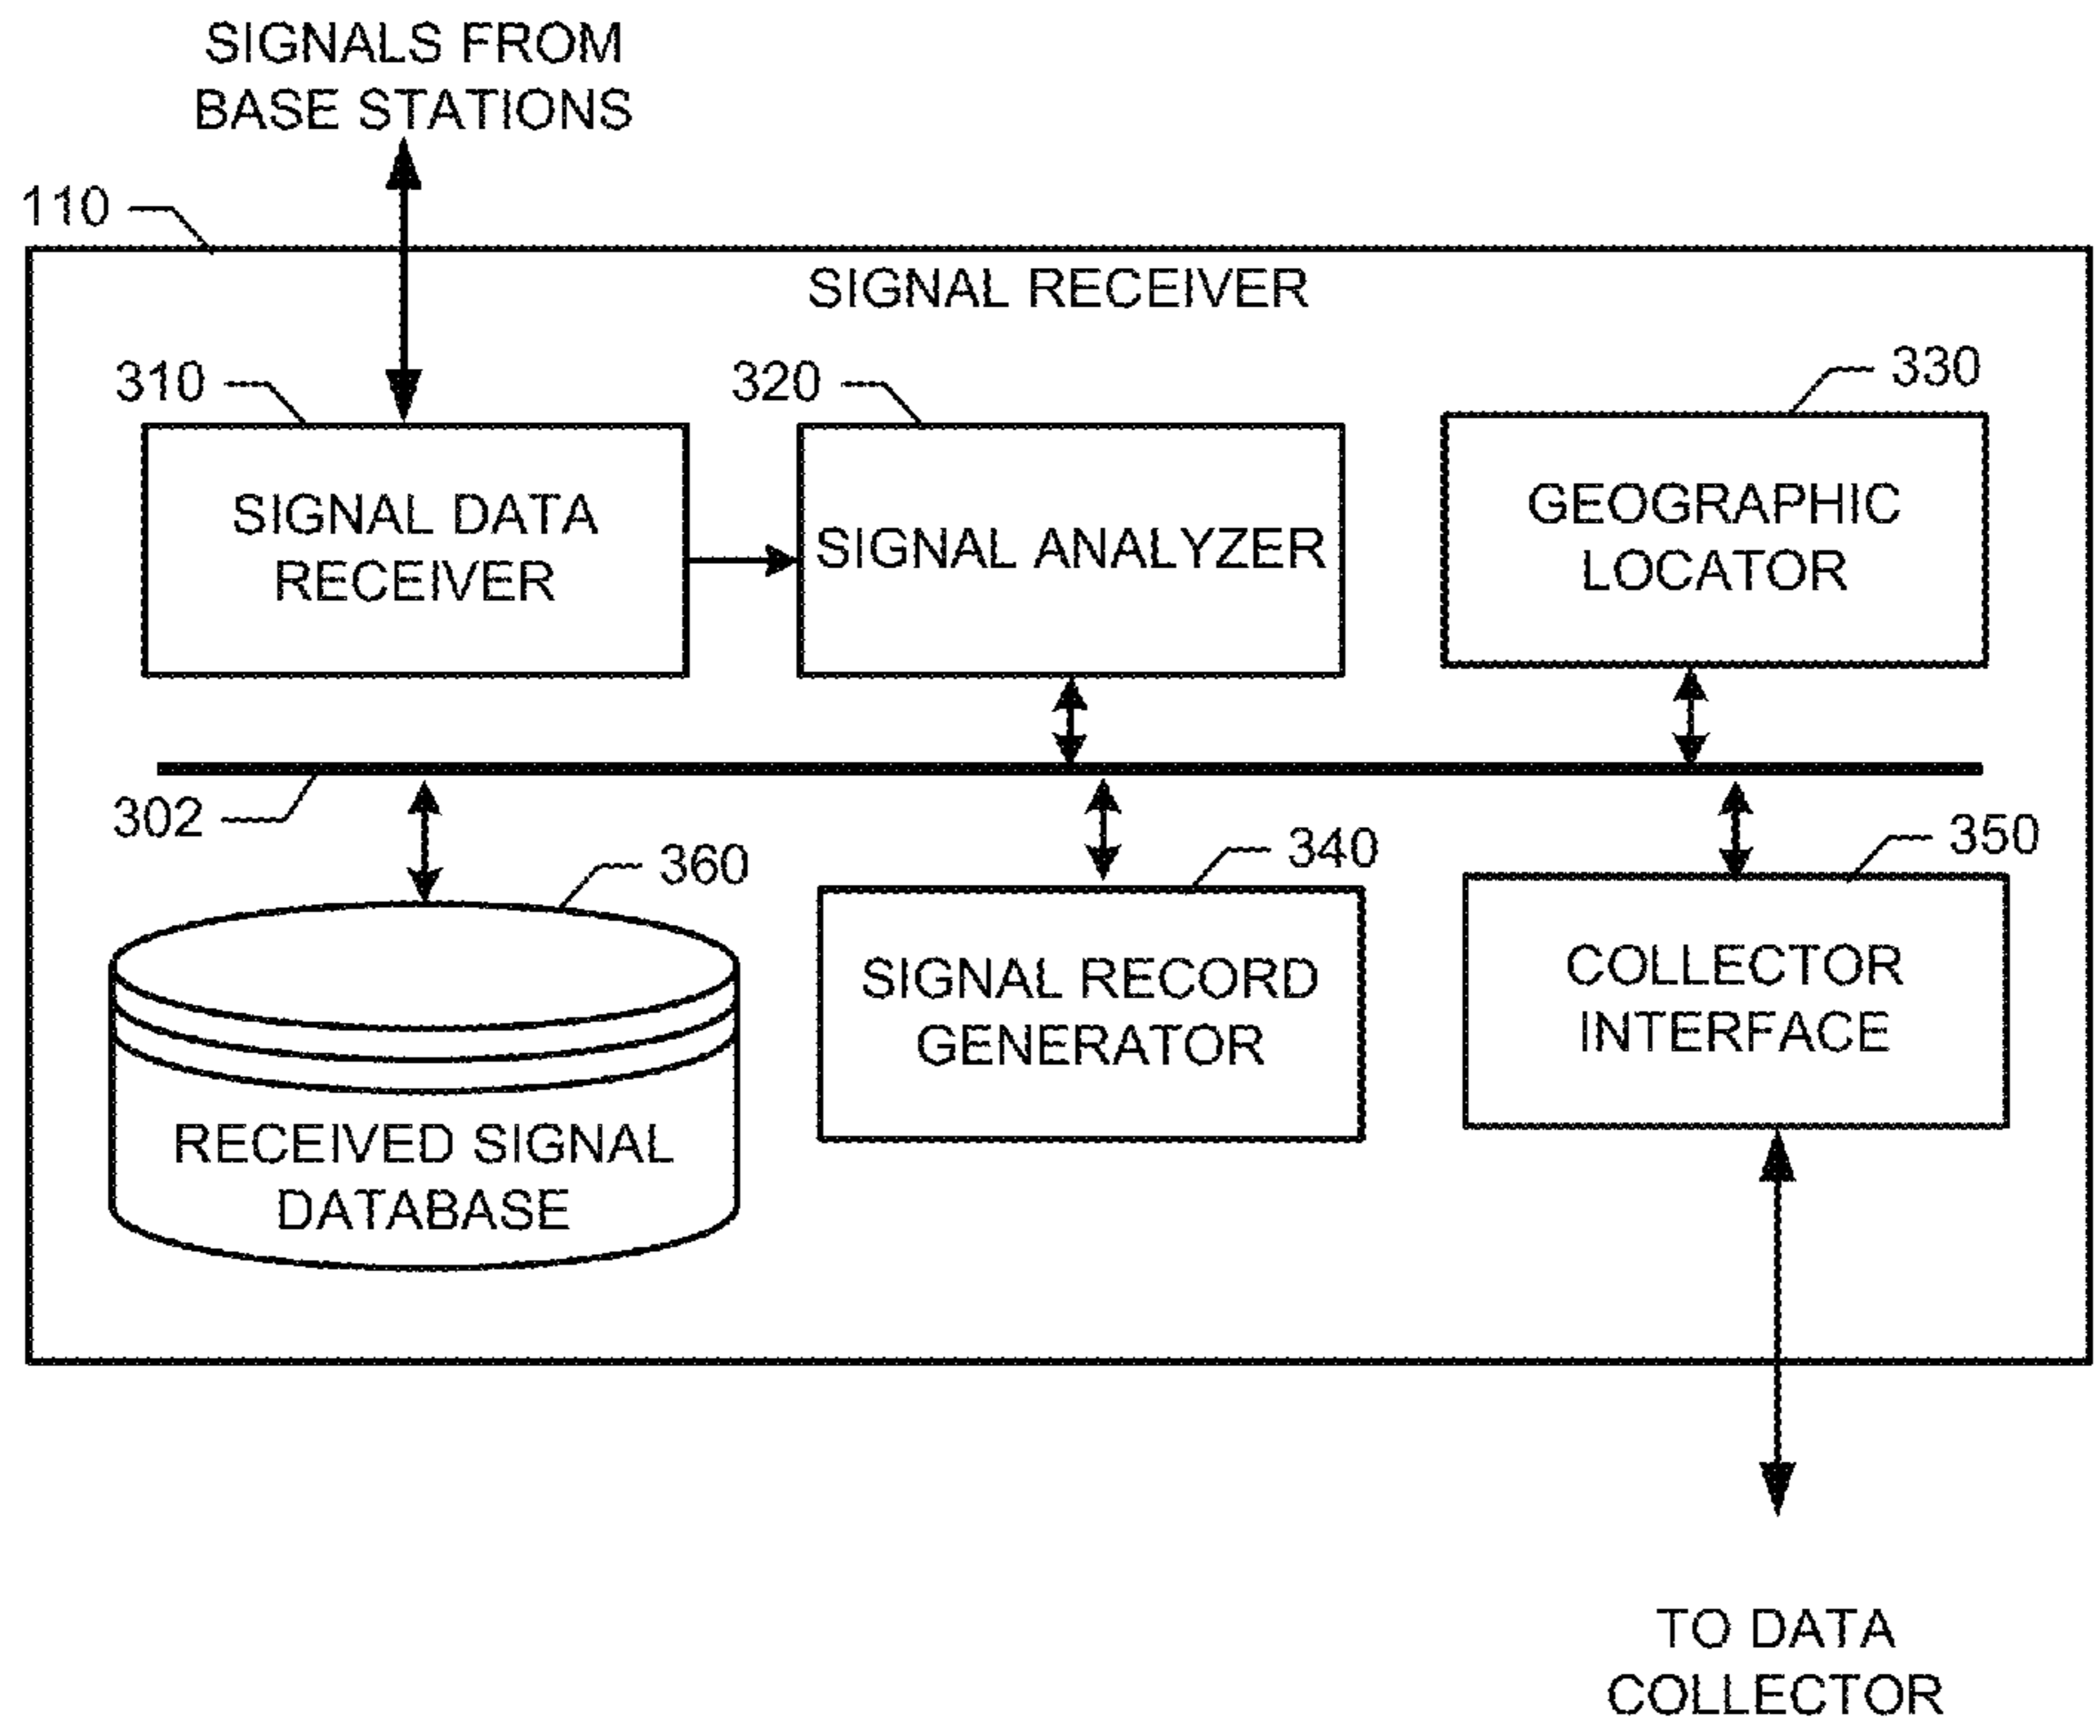 SIGNALS FROM
BASE STATIONS
110
SIGNAL RECEIVER
310
320
330
SIGNAL DATA
RECEIVER
SIGNAL ANALYZER
GEOGRAPHIC
LOCATOR
302
360
340
350
RECEIVED SIGNAL
DATABASE
SIGNAL RECORD
GENERATOR
COLLECTOR
INTERFACE
TO DATA
COLLECTOR